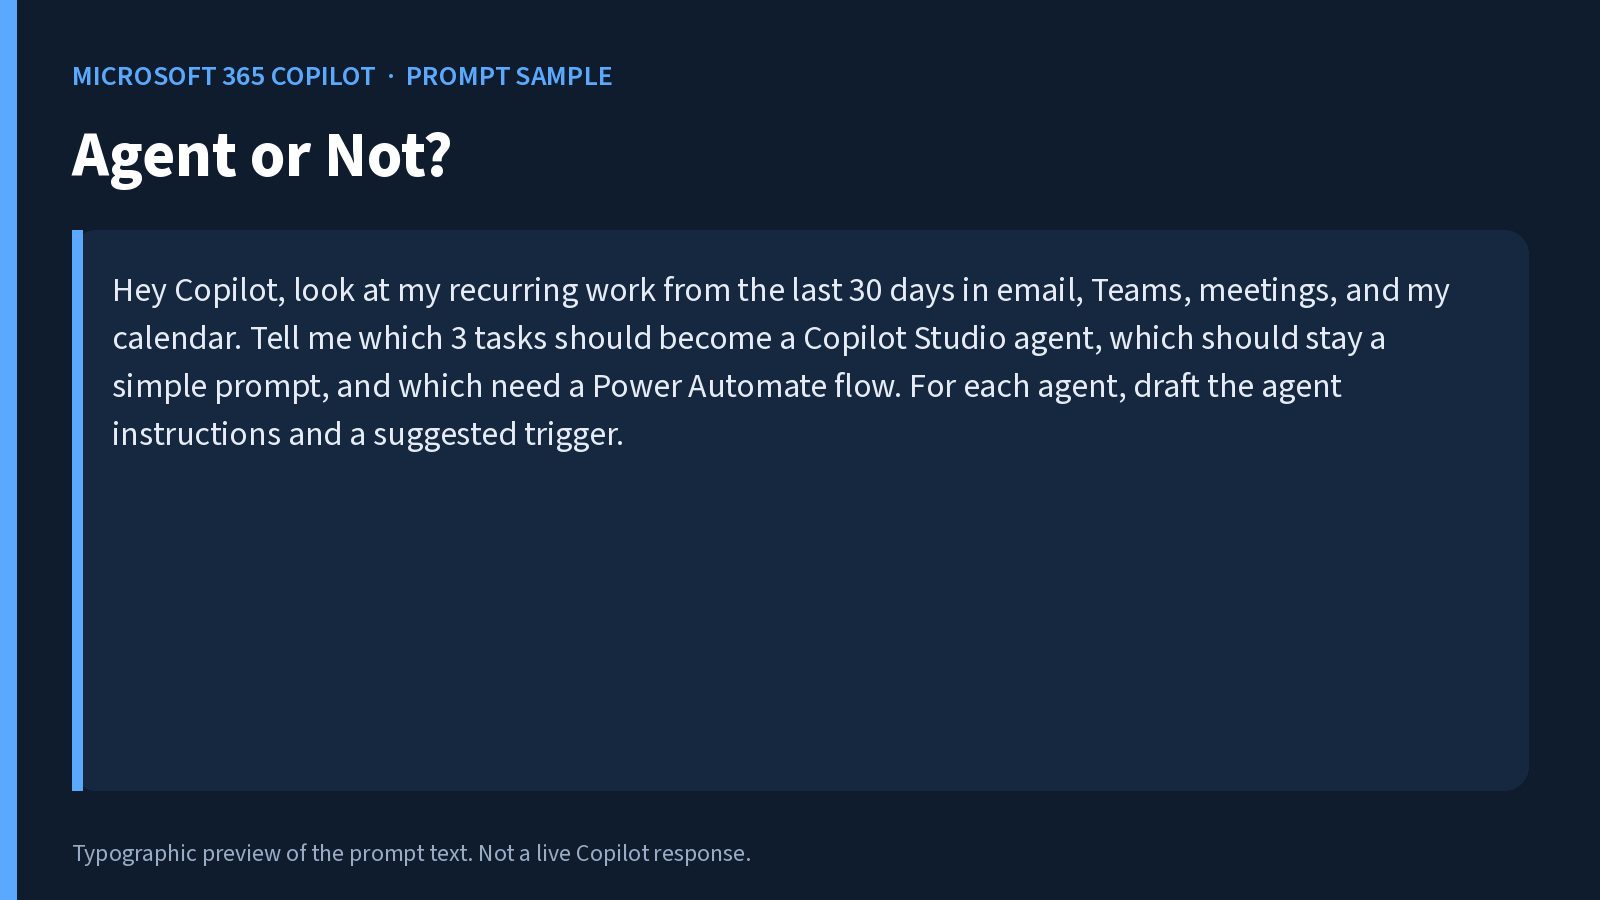 MICROSOFT 365 COPILOT · PROMPT SAMPLE
Agent or Not?
Hey Copilot, look at my recurring work from the last 30 days in email, Teams, meetings, and my
calendar. Tell me which 3 tasks should become a Copilot Studio agent, which should stay a
simple prompt, and which need a Power Automate flow. For each agent, draft the agent
instructions and a suggested trigger.
Typographic preview of the prompt text. Not a live Copilot response.